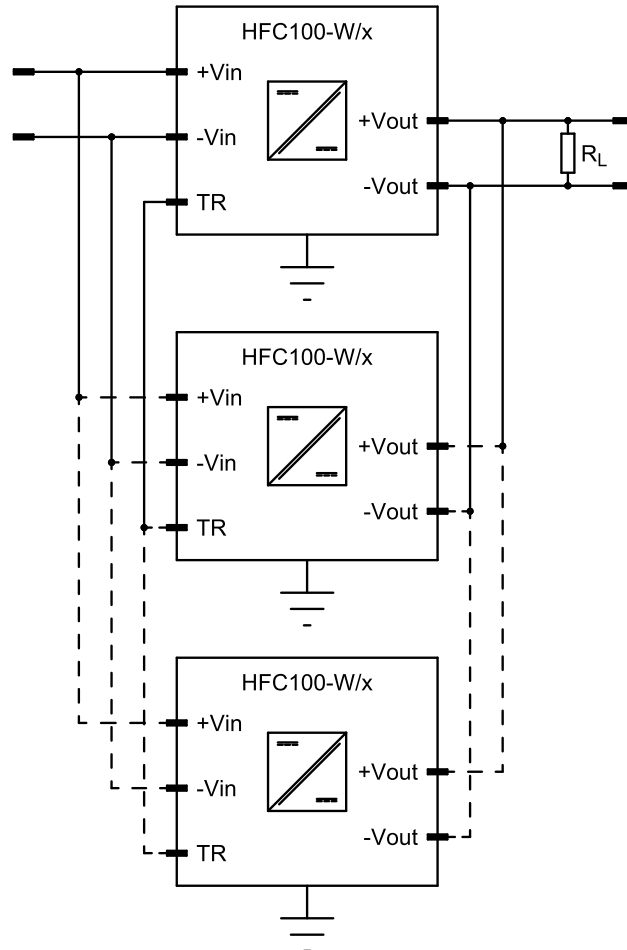 HFC100-W/x
+Vin
-Vin
TR
+Vout
-Vout
RL
HFC100-W/x
+Vin
-Vin
TR
+Vout
-Vout
HFC100-W/x
+Vin
-Vin
TR
+Vout
-Vout